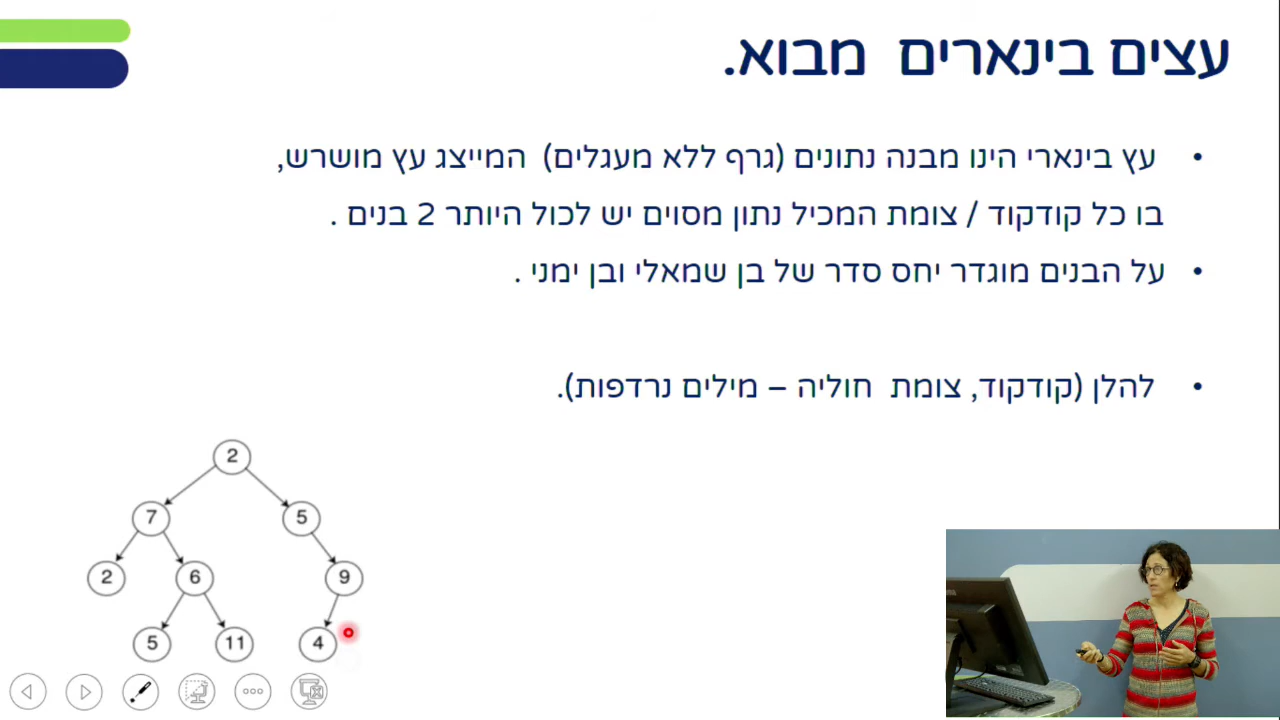 עצים בינארים מבוא.
עץ בינארי הינו מבנה נתונים (גרף ללא מעגלים) המייצג עץ מושרש,
בו כל קודקוד / צומת המכיל נתון מסוים יש לכול היותר 2 בנים .
על הבנים מוגדר יחס סדר של בן שמאלי ובן ימני .
להלן (קודקוד, צומת חוליה – מילים נרדפות).
2
7 5
2 6 9
5 11 4